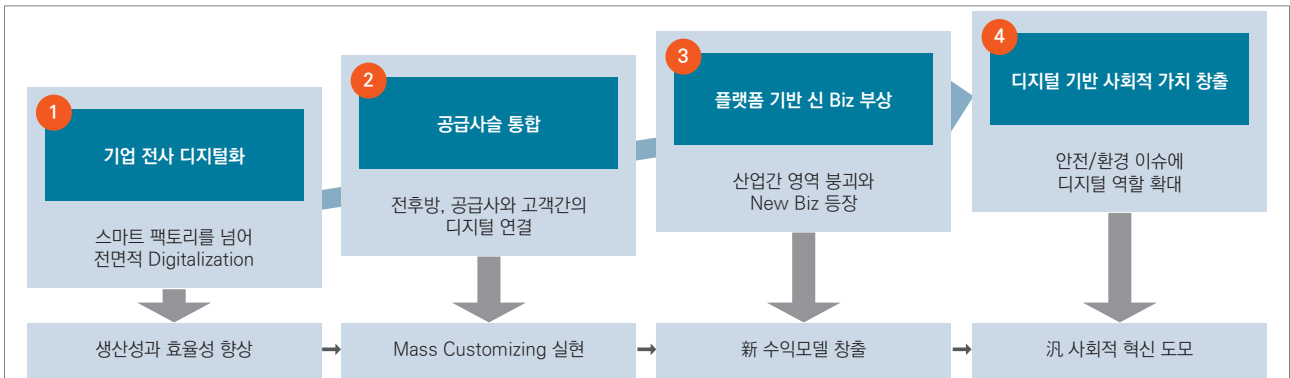 1
기업 전사 디지털화
스마트 팩토리를 넘어
전면적 Digitalization
생산성과 효율성 향상
2
공급사슬 통합
전후방, 공급사와 고객간의
디지털 연결
Mass Customizing 실현
3
플랫폼 기반 신 Biz 부상
산업간 영역 붕괴와
New Biz 등장
新 수익모델 창출
4
디지털 기반 사회적 가치 창출
안전/환경 이슈에
디지털 역할 확대
汎 사회적 혁신 도모